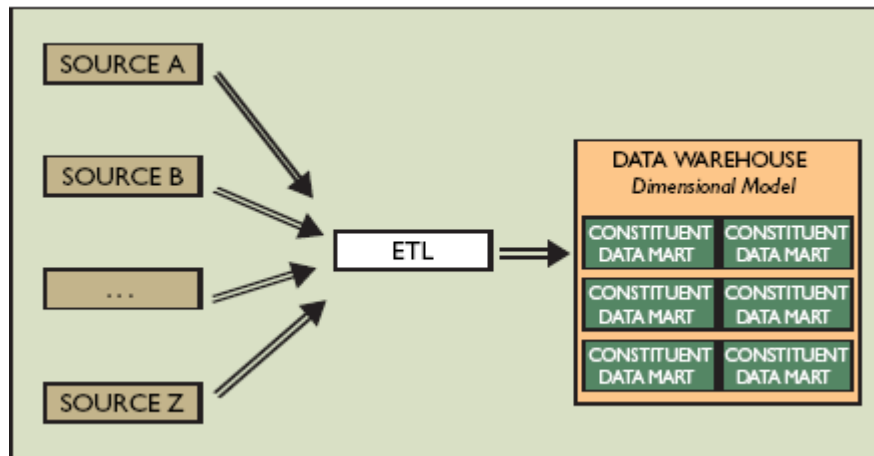 SOURCE A
SOURCE B
...
SOURCE Z
ETL
DATA WAREHOUSE
Dimensional Model
CONSTITUENT
DATA MART
CONSTITUENT
DATA MART
CONSTITUENT
DATA MART
CONSTITUENT
DATA MART
CONSTITUENT
DATA MART
CONSTITUENT
DATA MART